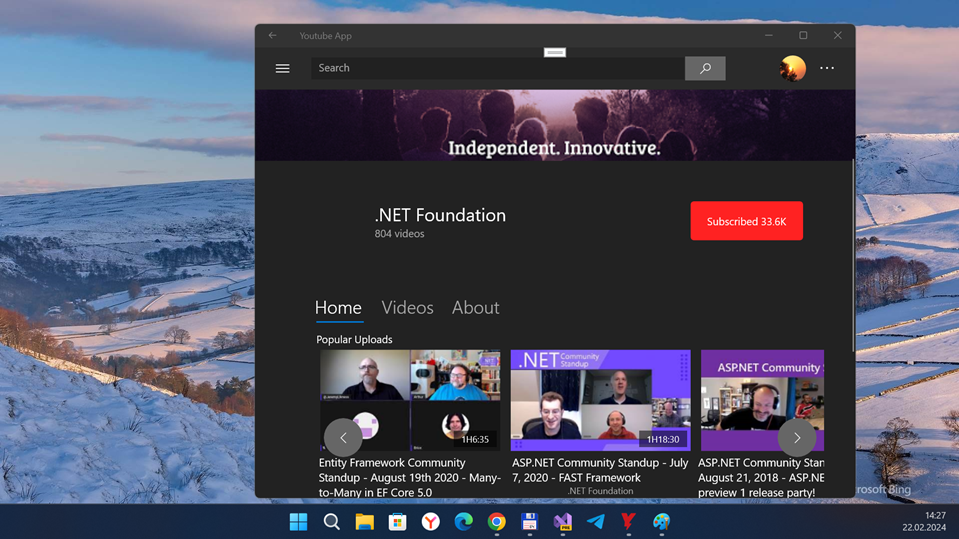 Youtube App
Search
Independent. Innovative.
.NET Foundation
804 videos
Subscribed 33.6K
Home
Videos
About
Popular Uploads
1H6:35
.NET Community
Standup
1H18:30
ASP.NET Community
Entity Framework Community
Standup - August 19th 2020 - Many-
to-Many in EF Core 5.0
ASP.NET Community Standup - July
7, 2020 - FAST Framework
.NET Foundation
ASP.NET Community Stan
August 21, 2018 - ASP.NE
preview 1 release party!
rosoft Bing
14:27
22.02.2024